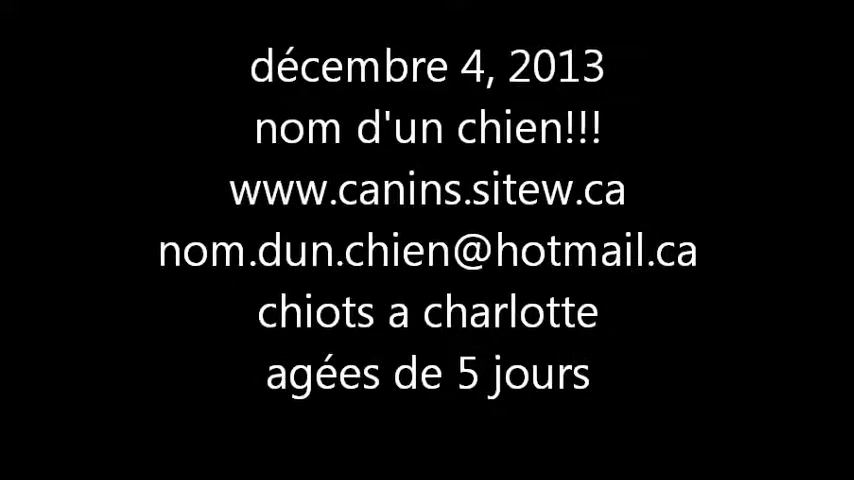 décembre 4, 2013
nom d'un chien!!!
www.canins.sitew.ca
nom.dun.chien@hotmail.ca
chiots a charlotte
agées de 5 jours